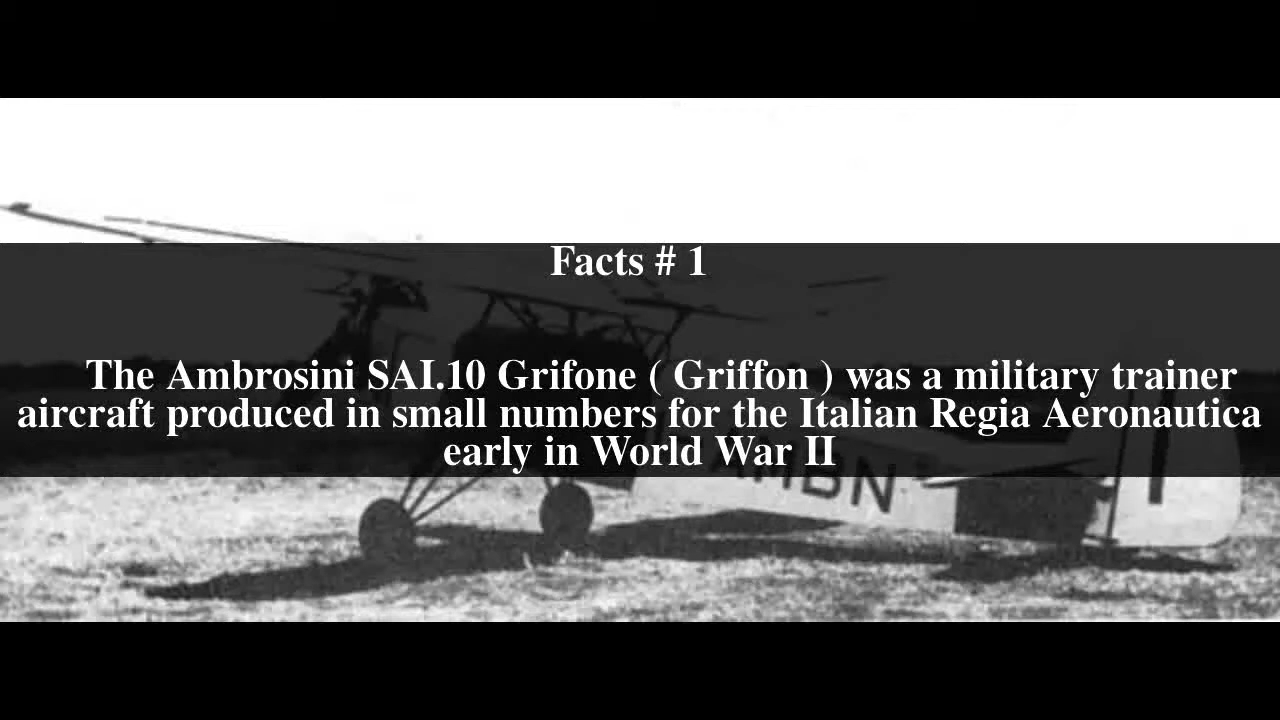 Facts # 1
The Ambrosini SAI.10 Grifone ( Griffon ) was a military trainer
aircraft produced in small numbers for the Italian Regia Aeronautica
early in World War II
MBN